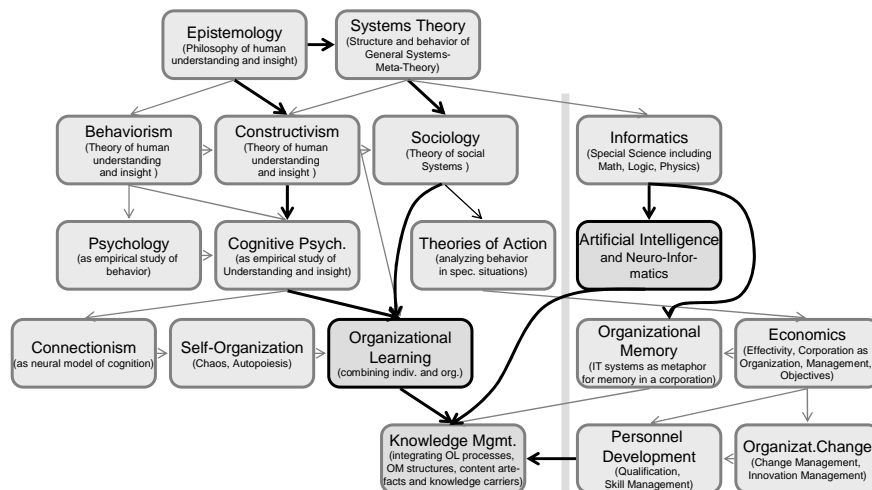 Epistemology
(Philosophy of human
understanding and insight)
Systems Theory
(Structure and behavior of
General Systems-
Meta-Theory)
Behaviorism
(Theory of human
understanding
and insight )
Constructivism
(Theory of human
understanding
and insight )
Sociology
(Theory of social
Systems )
Informatics
(Special Science including
Math, Logic, Physics)
Psychology
(as empirical study of
behavior)
Cognitive Psych.
(as empirical study of
Understanding and insight)
Theories of Action
(analyzing behavior
in spec. situations)
Artificial Intelligence
and Neuro-Infor-
matics
Connectionism
(as neural model of cognition)
Self-Organization
(Chaos, Autopoiesis)
Organizational
Learning
(combining indiv. and org.)
Organizational
Memory
(IT systems as metaphor
for memory in a corporation)
Economics
(Effectivity, Corporation as
Organization, Management,
Objectives)
Knowledge Mgmt.
(integrating OL processes,
OM structures, content arte-
facts and knowledge carriers)
Personnel
Development
(Qualification,
Skill Management)
Organizat.Change
(Change Management,
Innovation Management)